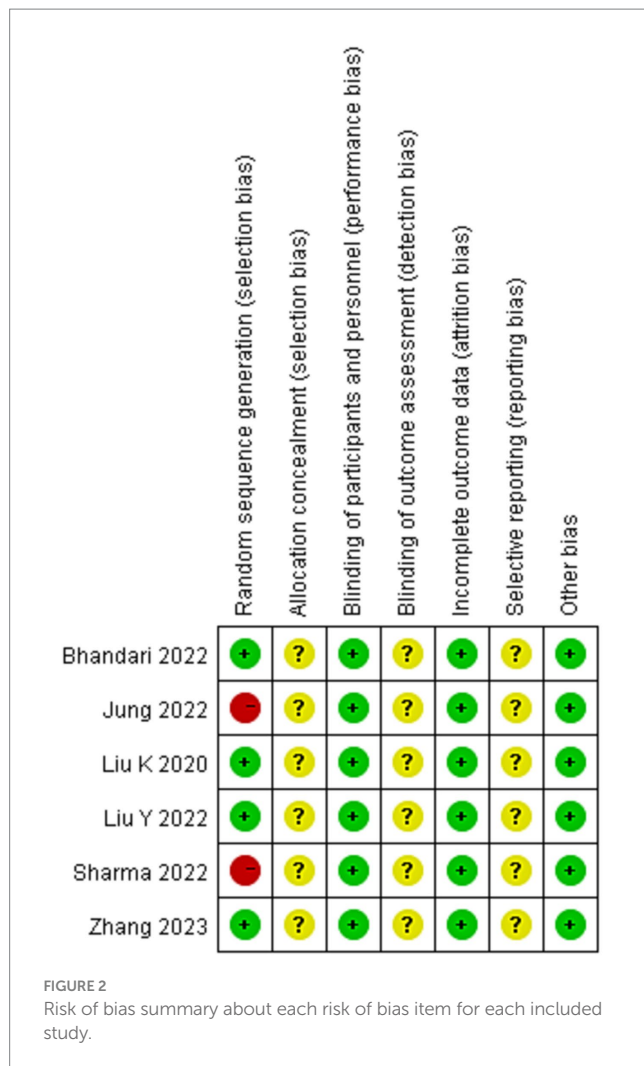 Random sequence generation (selection bias)
Allocation concealment (selection bias)
Blinding of participants and personnel (performance bias)
Blinding of outcome assessment (detection bias)
Incomplete outcome data (attrition bias)
Selective reporting (reporting bias)
Other bias
Bhandari 2022 + ? + ? + ? +
Jung 2022 - ? + ? + ? +
Liu K 2020 + ? + ? + ? +
Liu Y 2022 + ? + ? + ? +
Sharma 2022 - ? + ? + ? +
Zhang 2023 + ? + ? + ? +
FIGURE 2
Risk of bias summary about each risk of bias item for each included
study.